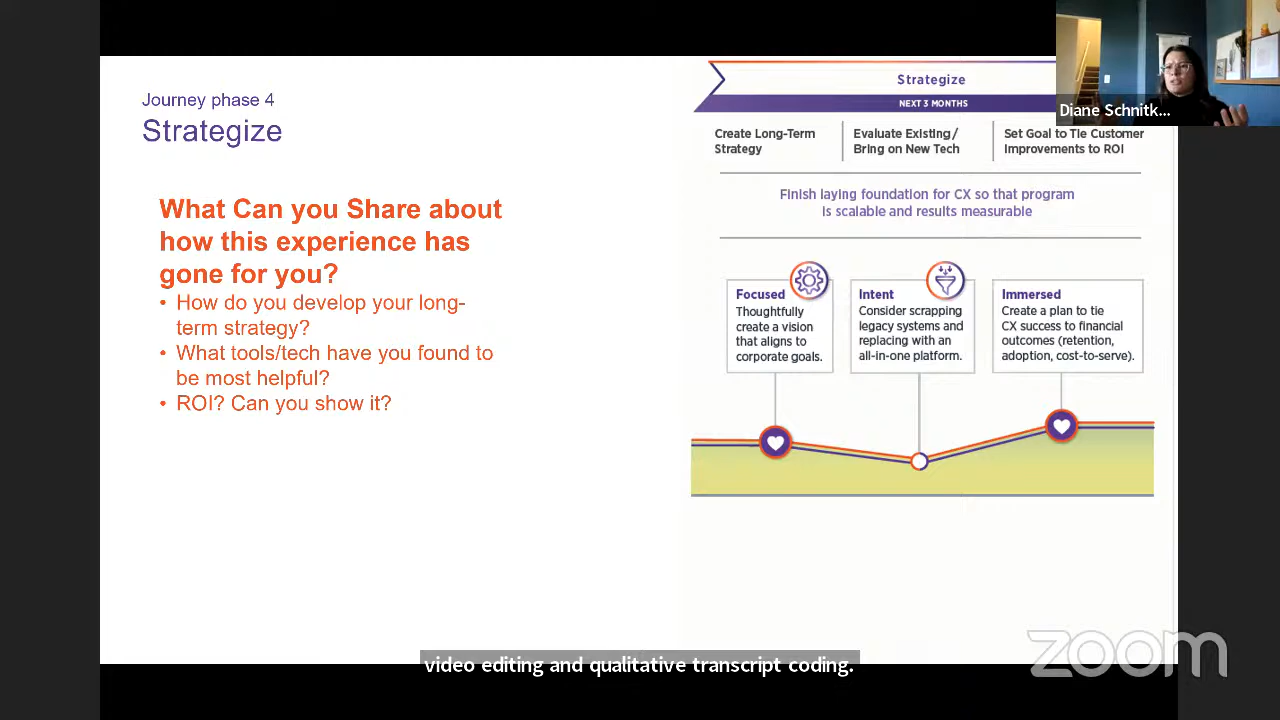 Journey phase 4
Strategize
What Can you Share about
how this experience has
gone for you?
• How do you develop your long-
term strategy?
• What tools/tech have you found to
be most helpful?
• ROI? Can you show it?
Strategize
NEXT 3 MONTHS
Create Long-Term
Strategy
Evaluate Existing/
Bring on New Tech
Set Goal to Tie Customer
Improvements to ROI
Finish laying foundation for CX so that program
is scalable and results measurable
Focused
Thoughtfully
create a vision
that aligns to
corporate goals.
Intent
Consider scrapping
legacy systems and
replacing with an
all-in-one platform.
Immersed
Create a plan to tie
CX success to financial
outcomes (retention,
adoption, cost-to-serve).
Diane Schnitk...
video editing and qualitative transcript coding.
zoom